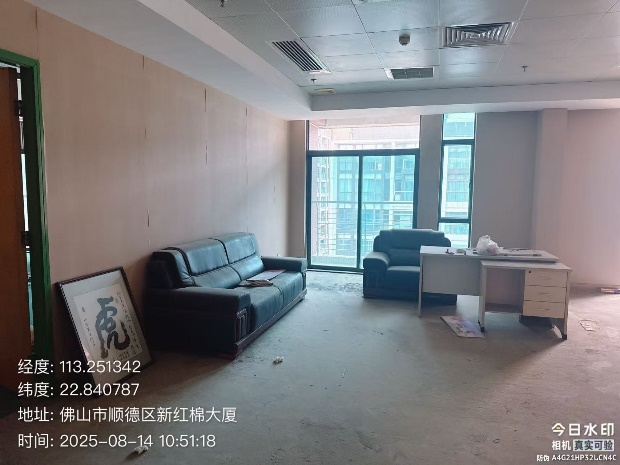 虎
经度: 113.251342
纬度: 22.840787
地址: 佛山市顺德区新红棉大厦
时间: 2025-08-14 10:51:18
今日水印
相机 真实可验
防伪 A4G21HP32LCN4C